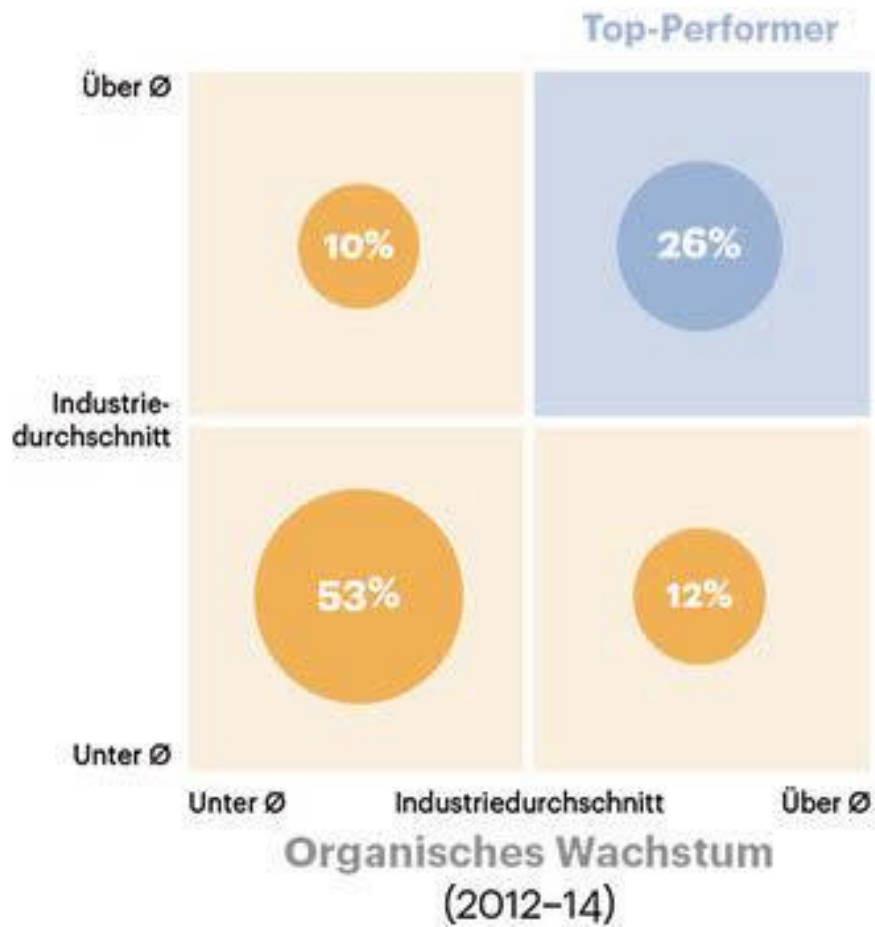 Top-Performer
Über Ø
10%
26%
Industrie-
durchschnitt
53%
12%
Unter Ø
Unter Ø Industriedurchschnitt Über Ø
Organisches Wachstum
(2012–14)